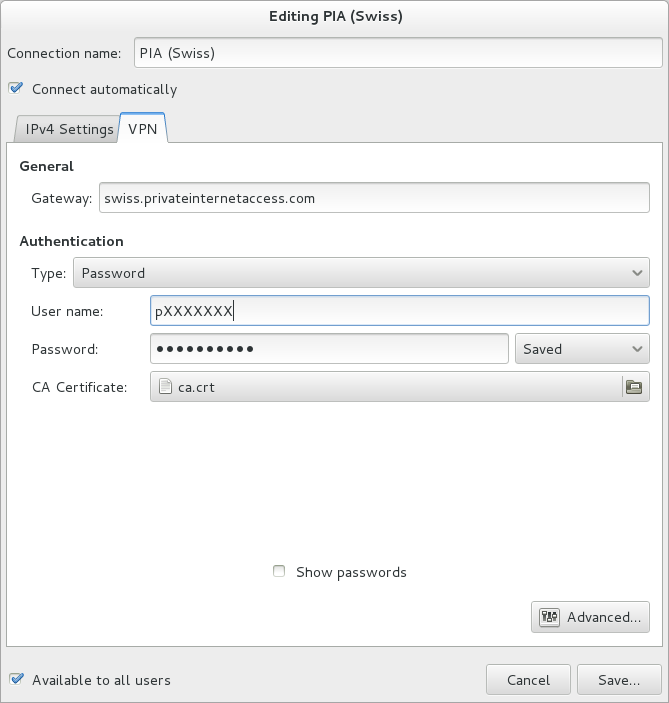 Editing PIA (Swiss)
Connection name: PIA (Swiss)
Connect automatically
IPv4 Settings VPN
General
Gateway: swiss.privateinternetaccess.com
Authentication
Type: Password
User name: pXXXXXXX
Password: ●●●●●●●●●● Saved
CA Certificate: ca.crt
Show passwords
Advanced...
Available to all users Cancel Save...